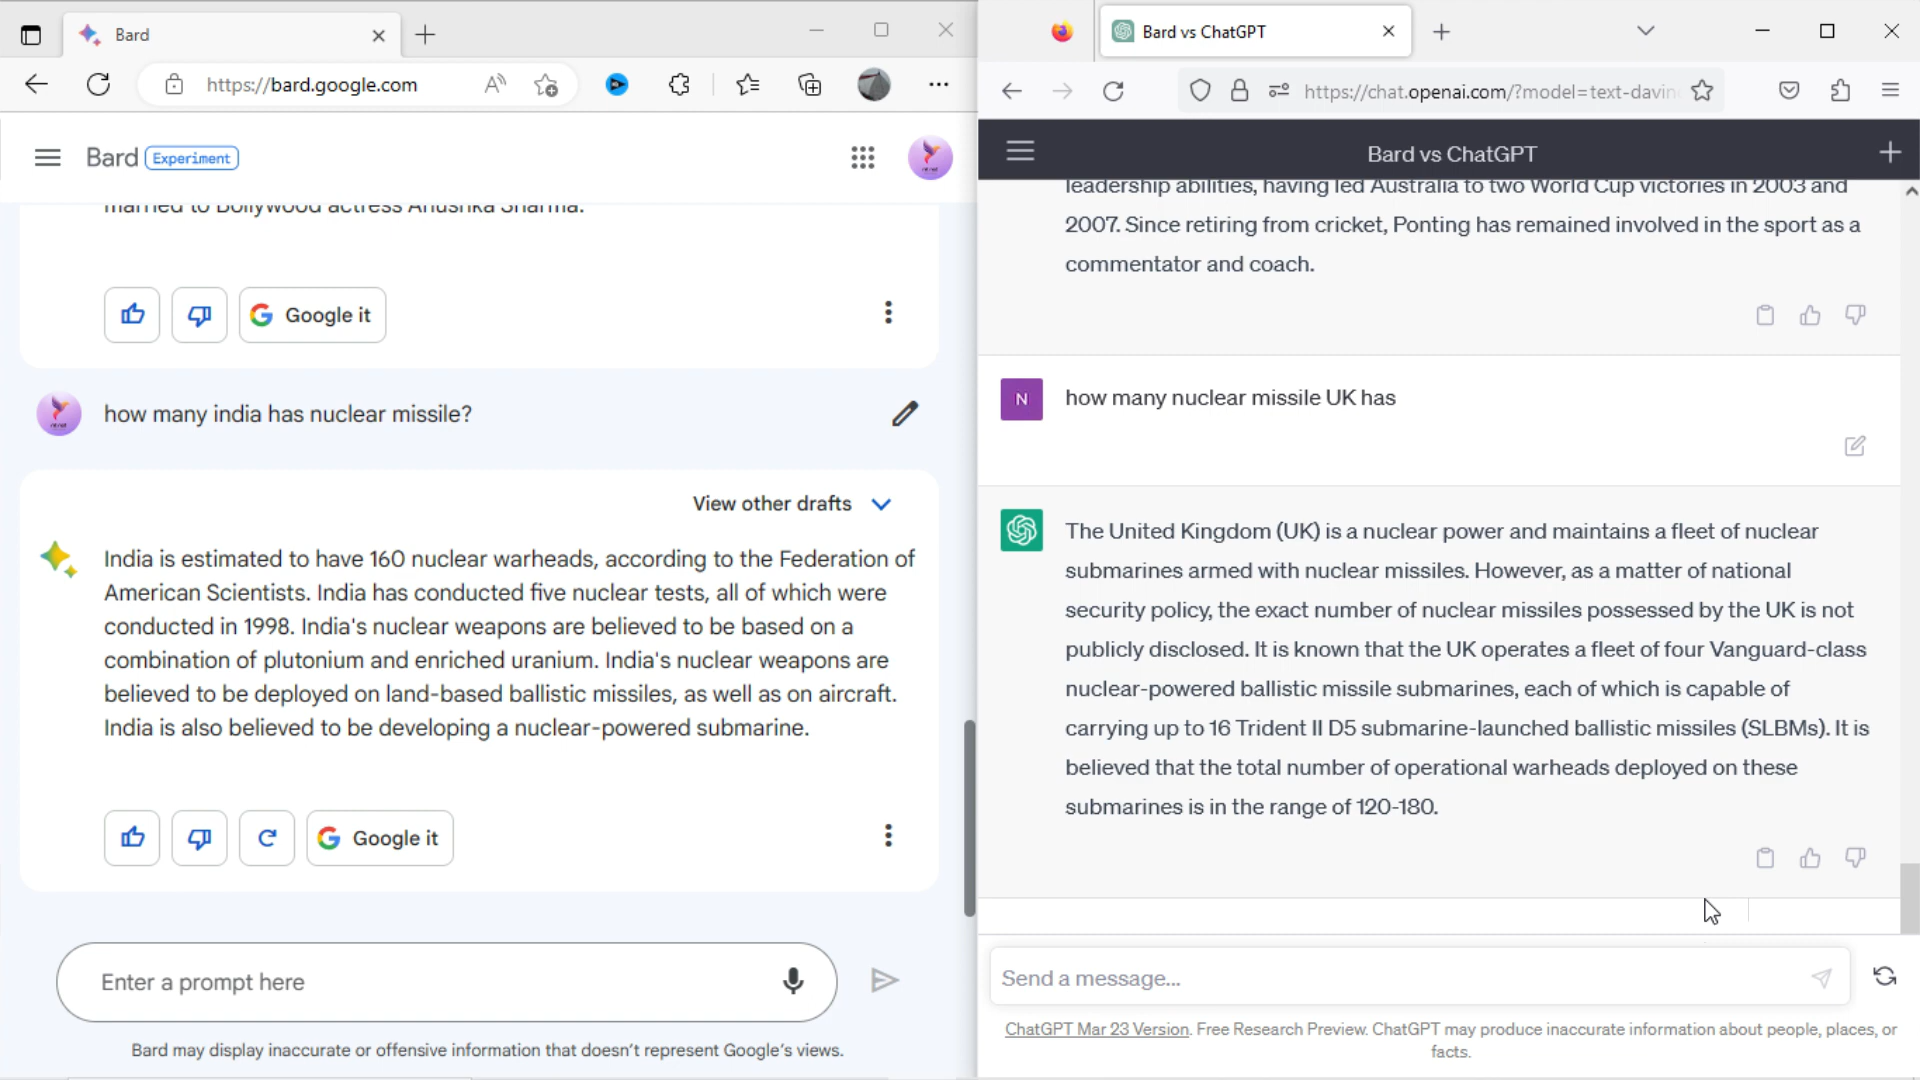 Bard
https://bard.google.com
Bard Experiment
married to Bollywood actress Anushka Sharma.
Google it
how many india has nuclear missile?
View other drafts
India is estimated to have 160 nuclear warheads, according to the Federation of
American Scientists. India has conducted five nuclear tests, all of which were
conducted in 1998. India's nuclear weapons are believed to be based on a
combination of plutonium and enriched uranium. India's nuclear weapons are
believed to be deployed on land-based ballistic missiles, as well as on aircraft.
India is also believed to be developing a nuclear-powered submarine.
Google it
Enter a prompt here
Bard may display inaccurate or offensive information that doesn't represent Google's views.
Bard vs ChatGPT
https://chat.openai.com/?model=text-davin
Bard vs ChatGPT
leadership abilities, having led Australia to two World Cup victories in 2003 and
2007. Since retiring from cricket, Ponting has remained involved in the sport as a
commentator and coach.
N
how many nuclear missile UK has
The United Kingdom (UK) is a nuclear power and maintains a fleet of nuclear
submarines armed with nuclear missiles. However, as a matter of national
security policy, the exact number of nuclear missiles possessed by the UK is not
publicly disclosed. It is known that the UK operates a fleet of four Vanguard-class
nuclear-powered ballistic missile submarines, each of which is capable of
carrying up to 16 Trident II D5 submarine-launched ballistic missiles (SLBMs). It is
believed that the total number of operational warheads deployed on these
submarines is in the range of 120-180.
Send a message...
ChatGPT Mar 23 Version. Free Research Preview. ChatGPT may produce inaccurate information about people, places, or
facts.